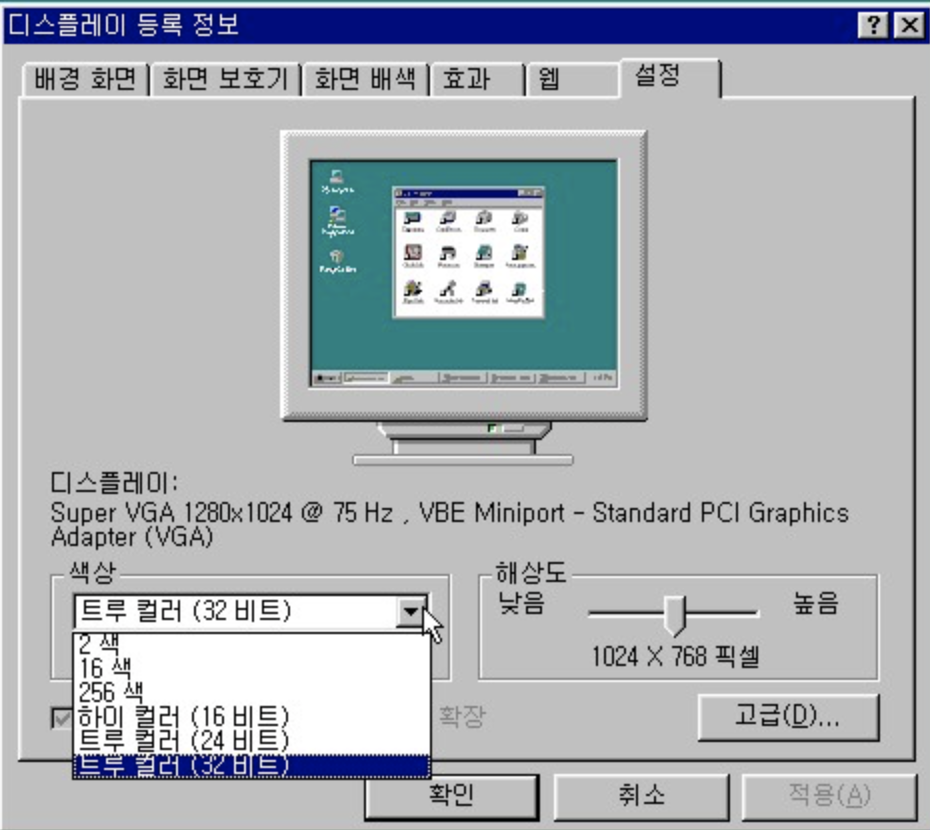 디스플레이 등록 정보
배경 화면
화면 보호기
화면 배색
효과
웹
설정
디스플레이:
Super VGA 1280x1024 @ 75 Hz , VBE Miniport - Standard PCI Graphics
Adapter (VGA)
색상
트루 컬러 (32 비트)
2 색
16 색
256 색
하이 컬러 (16 비트)
트루 컬러 (24 비트)
트루 컬러 (32 비트)
해상도
낮음
높음
1024 X 768 픽셀
확장
고급(D)...
확인
취소
적용(A)